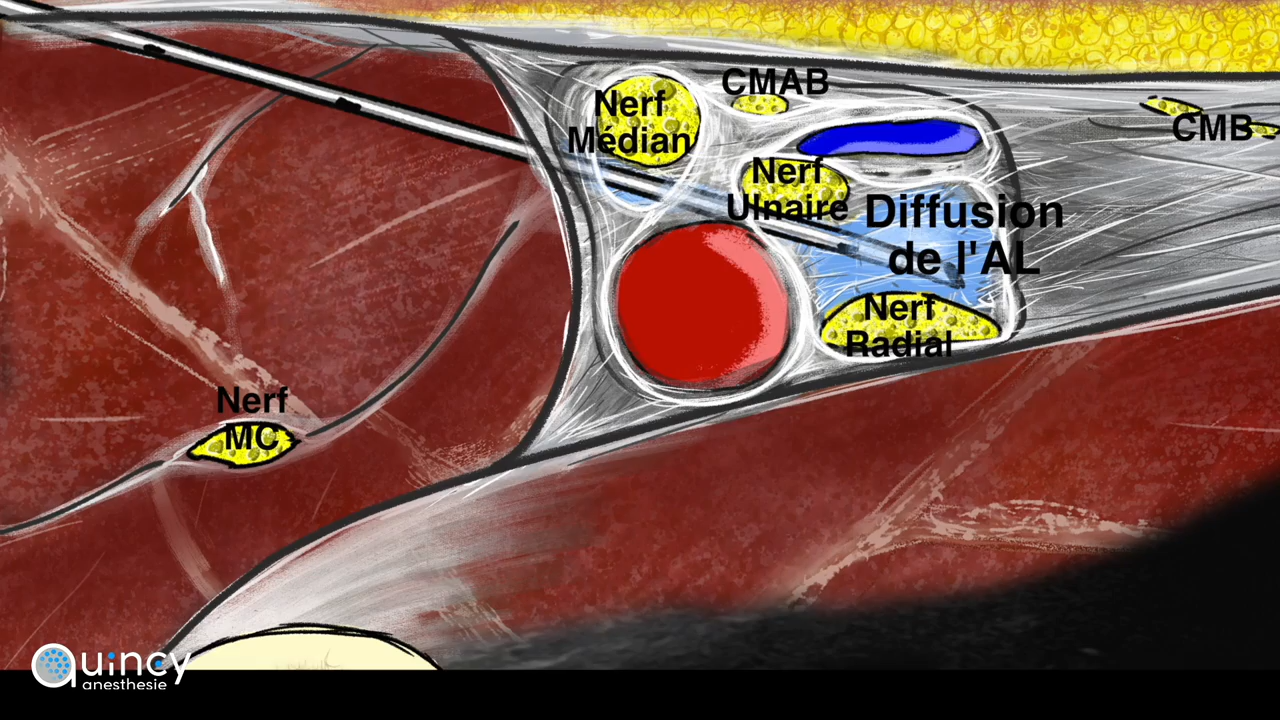 CMAB
Nerf
Médian
CMB
Nerf
Ulnaire
Diffusion
de l'AL
Nerf
Radial
Nerf
MC
Quincy
anesthesie